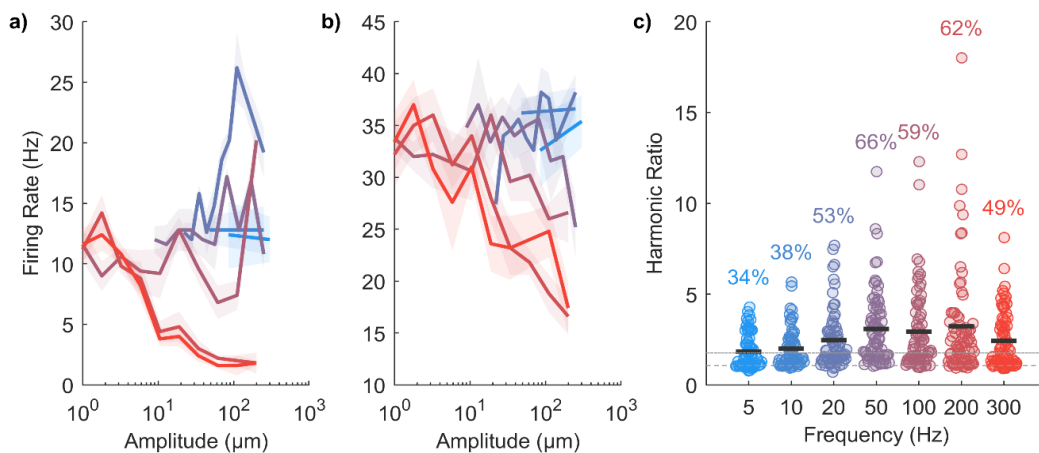 a)
Firing Rate (Hz)
30
25
20
15
10
5
0
10⁰ 10¹ 10² 10³
Amplitude (µm)
b)
45
40
35
30
25
20
15
10
10⁰ 10¹ 10² 10³
Amplitude (µm)
c)
Harmonic Ratio
20
15
10
5
0
34%
38%
53%
66%
59%
62%
49%
5 10 20 50 100 200 300
Frequency (Hz)